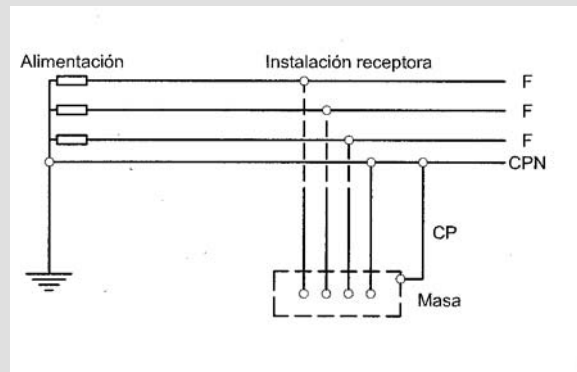 Alimentación
Instalación receptora
F
F
F
CPN
CP
Masa